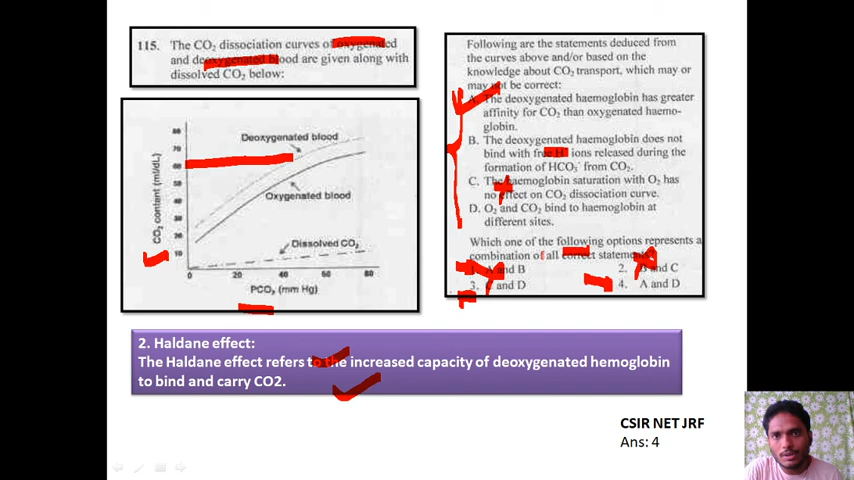 115. The CO₂ dissociation curves of oxygenated
and deoxygenated blood are given along with
dissolved CO₂ below:
80
70
60
50
40
30
20
10
CO₂ content (ml/dL)
Deoxygenated blood
Oxygenated blood
Dissolved CO₂
0 20 40 60 80
PCO₂ (mm Hg)
Following are the statements deduced from
the curves above and/or based on the
knowledge about CO₂ transport, which may or
may not be correct:
A. The deoxygenated haemoglobin has greater
affinity for CO₂ than oxygenated haemo-
globin.
B. The deoxygenated haemoglobin does not
bind with free H⁺ ions released during the
formation of HCO₃⁻ from CO₂.
C. The haemoglobin saturation with O₂ has
no effect on CO₂ dissociation curve.
D. O₂ and CO₂ bind to haemoglobin at
different sites.
Which one of the following options represents a
combination of all correct statements?
1. A and B 2. B and C
3. C and D 4. A and D
2. Haldane effect:
The Haldane effect refers to the increased capacity of deoxygenated hemoglobin
to bind and carry CO2.
CSIR NET JRF
Ans: 4